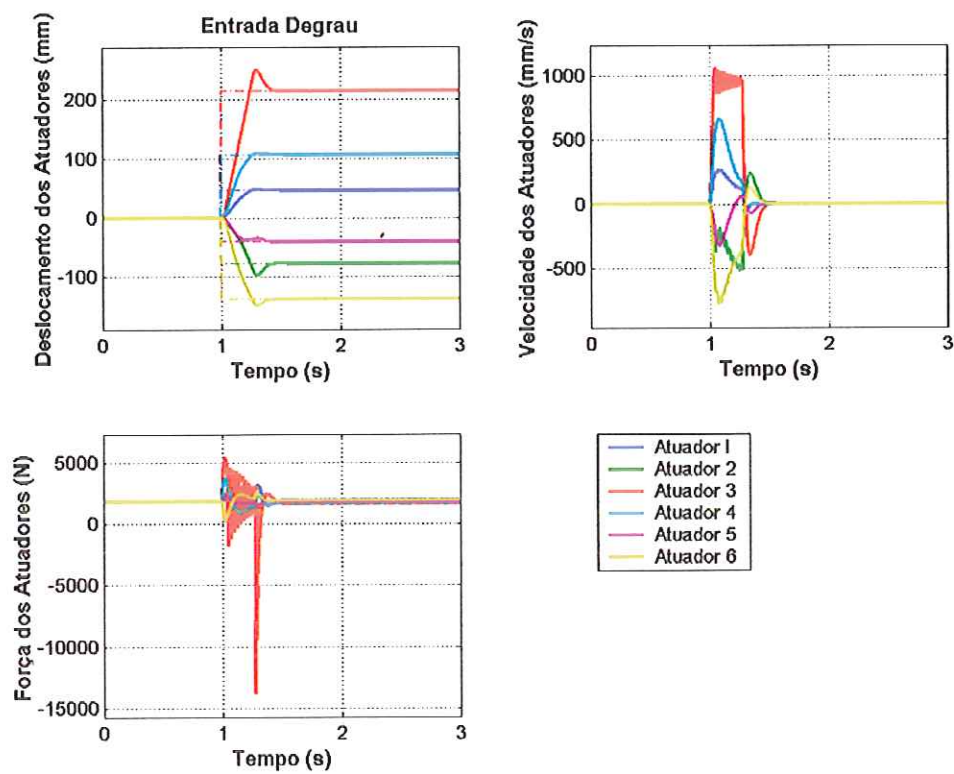 Entrada Degrau
Deslocamento dos Atuadores (mm)
200
100
0
-100
0
1
2
3
Tempo (s)
Velocidade dos Atuadores (mm/s)
1000
500
0
-500
0
1
2
3
Tempo (s)
Força dos Atuadores (N)
5000
0
-5000
-10000
-15000
0
1
2
3
Tempo (s)
Atuador 1
Atuador 2
Atuador 3
Atuador 4
Atuador 5
Atuador 6